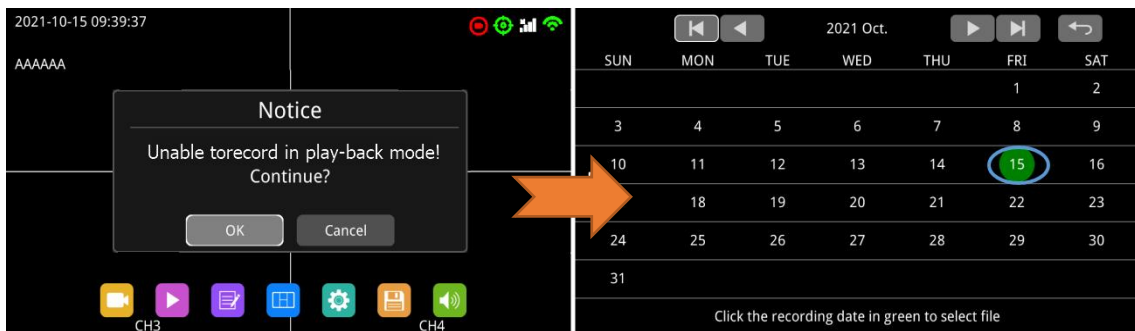 2021-10-15 09:39:37
AAAAAA
Notice
Unable torecord in play-back mode!
Continue?
OK Cancel
CH3 CH4
2021 Oct.
SUN MON TUE WED THU FRI SAT
1 2
3 4 5 6 7 8 9
10 11 12 13 14 15 16
18 19 20 21 22 23
24 25 26 27 28 29 30
31
Click the recording date in green to select file